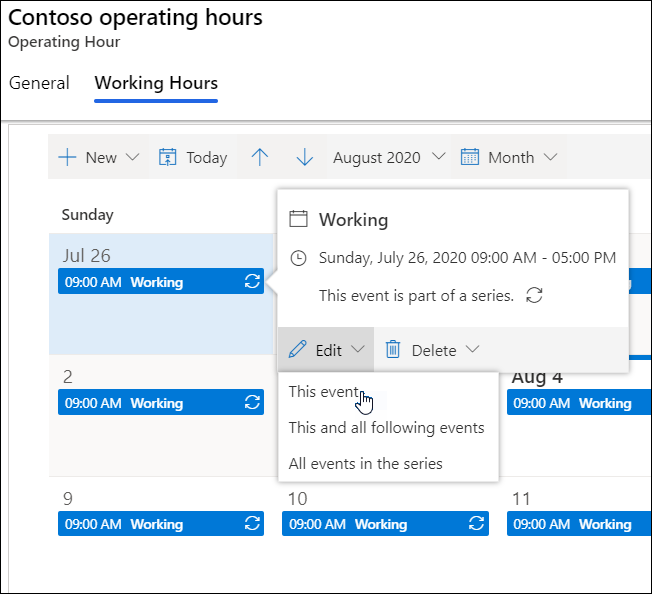 Contoso operating hours
Operating Hour
General Working Hours
New Today August 2020 Month
Sunday
Working
Sunday, July 26, 2020 09:00 AM - 05:00 PM
This event is part of a series.
Edit Delete
This event
This and all following events
All events in the series
Jul 26
09:00 AM Working
2
09:00 AM Working
Aug 4
09:00 AM Working
9 10 11
09:00 AM Working 09:00 AM Working 09:00 AM Working